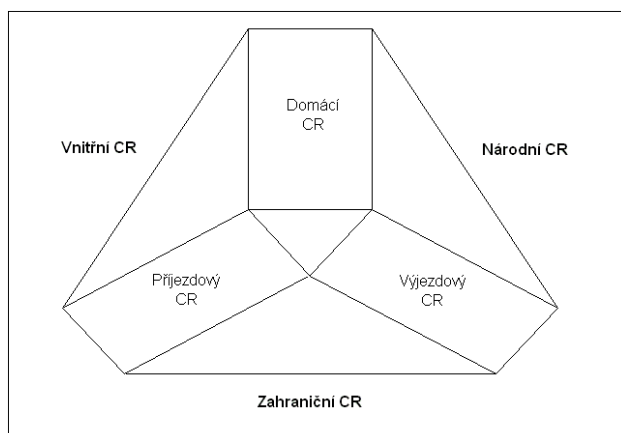 Domácí
CR
Vnitřní CR
Národní CR
Příjezdový
CR
Výjezdový
CR
Zahraniční CR